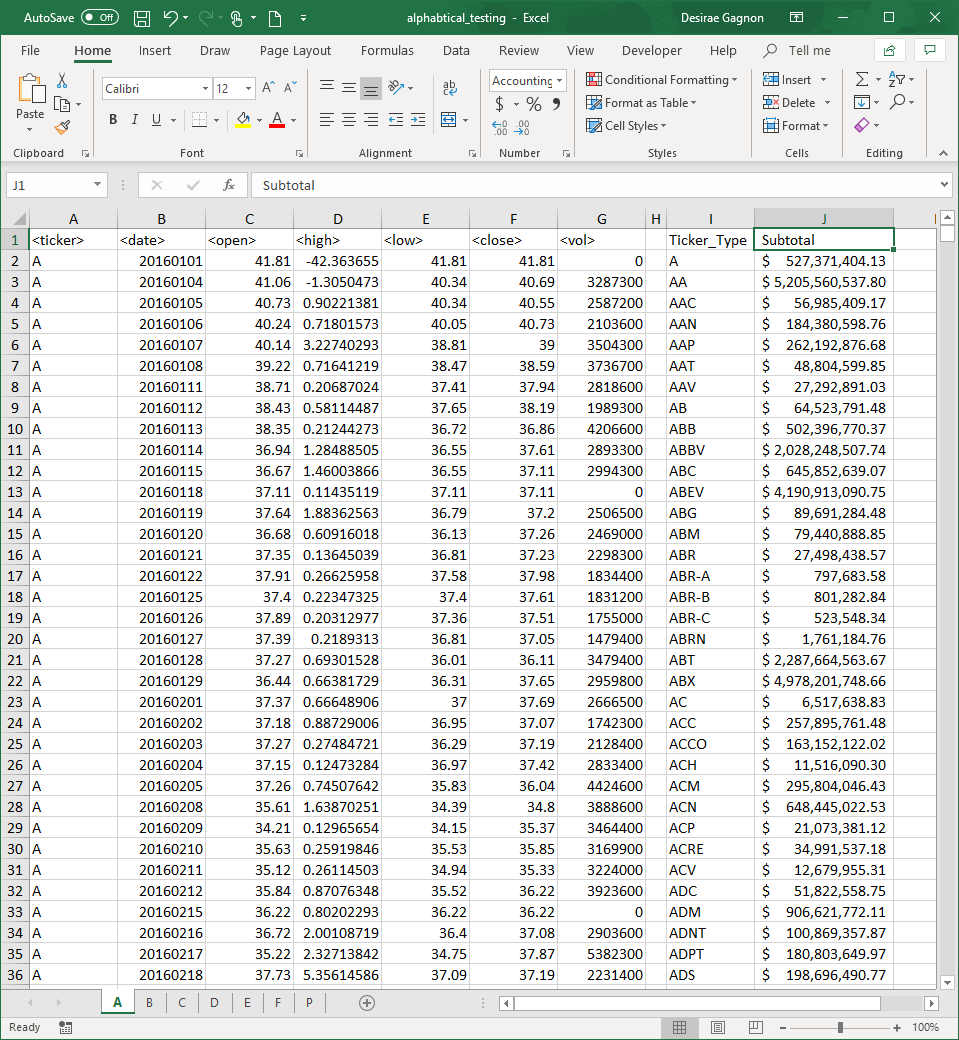 AutoSave Off alphabtical_testing - Excel Desirae Gagnon
File Home Insert Draw Page Layout Formulas Data Review View Developer Help Tell me
Paste Calibri 12 A A ab Accounting Conditional Formatting Insert Σ A Z
B I U A $ % , Format as Table Delete
.00 .00 Cell Styles Format
Clipboard Font Alignment Number Styles Cells Editing
J1 fx Subtotal
A B C D E F G H I J
1 <ticker> <date> <open> <high> <low> <close> <vol> Ticker_Type Subtotal
2 A 20160101 41.81 -42.363655 41.81 41.81 0 A $ 527,371,404.13
3 A 20160104 41.06 -1.3050473 40.34 40.69 3287300 AA $ 5,205,560,537.80
4 A 20160105 40.73 0.90221381 40.34 40.55 2587200 AAC $ 56,985,409.17
5 A 20160106 40.24 0.71801573 40.05 40.73 2103600 AAN $ 184,380,598.76
6 A 20160107 40.14 3.22740293 38.81 39 3504300 AAP $ 262,192,876.68
7 A 20160108 39.22 0.71641219 38.47 38.59 3736700 AAT $ 48,804,599.85
8 A 20160111 38.71 0.20687024 37.41 37.94 2818600 AAV $ 27,292,891.03
9 A 20160112 38.43 0.58114487 37.65 38.19 1989300 AB $ 64,523,791.48
10 A 20160113 38.35 0.21244273 36.72 36.86 4206600 ABB $ 502,396,770.37
11 A 20160114 36.94 1.28488505 36.55 37.61 2893300 ABBV $ 2,028,248,507.74
12 A 20160115 36.67 1.46003866 36.55 37.11 2994300 ABC $ 645,852,639.07
13 A 20160118 37.11 0.11435119 37.11 37.11 0 ABEV $ 4,190,913,090.75
14 A 20160119 37.64 1.88362563 36.79 37.2 2506500 ABG $ 89,691,284.48
15 A 20160120 36.68 0.60916018 36.13 37.26 2469000 ABM $ 79,440,888.85
16 A 20160121 37.35 0.13645039 36.81 37.23 2298300 ABR $ 27,498,438.57
17 A 20160122 37.91 0.26625958 37.58 37.98 1834400 ABR-A $ 797,683.58
18 A 20160125 37.4 0.22347325 37.4 37.61 1831200 ABR-B $ 801,282.84
19 A 20160126 37.89 0.20312977 37.36 37.51 1755000 ABR-C $ 523,548.34
20 A 20160127 37.39 0.2189313 36.81 37.05 1479400 ABRN $ 1,761,184.76
21 A 20160128 37.27 0.69301528 36.01 36.11 3479400 ABT $ 2,287,664,563.67
22 A 20160129 36.44 0.66381729 36.31 37.65 2959800 ABX $ 4,978,201,748.66
23 A 20160201 37.37 0.66648906 37 37.69 2666500 AC $ 6,517,638.83
24 A 20160202 37.18 0.88729006 36.95 37.07 1742300 ACC $ 257,895,761.48
25 A 20160203 37.27 0.27484721 36.29 37.19 2128400 ACCO $ 163,152,122.02
26 A 20160204 37.15 0.12473284 36.97 37.42 2833400 ACH $ 11,516,090.30
27 A 20160205 37.26 0.74507642 35.83 36.04 4424600 ACM $ 295,804,046.43
28 A 20160208 35.61 1.63870251 34.39 34.8 3888600 ACN $ 648,445,022.53
29 A 20160209 34.21 0.12965654 34.15 35.37 3464400 ACP $ 21,073,381.12
30 A 20160210 35.63 0.25919846 35.53 35.85 3169900 ACRE $ 34,991,537.18
31 A 20160211 35.12 0.26114503 34.94 35.33 3224000 ACV $ 12,679,955.31
32 A 20160212 35.84 0.87076348 35.52 36.22 3923600 ADC $ 51,822,558.75
33 A 20160215 36.22 0.80202293 36.22 36.22 0 ADM $ 906,621,772.11
34 A 20160216 36.72 2.00108719 36.4 37.08 2903600 ADNT $ 100,869,357.87
35 A 20160217 35.22 2.32713842 34.75 37.87 5382300 ADPT $ 180,803,649.97
36 A 20160218 37.73 5.35614586 37.09 37.19 2231400 ADS $ 198,696,490.77
A B C D E F P
Ready 100%